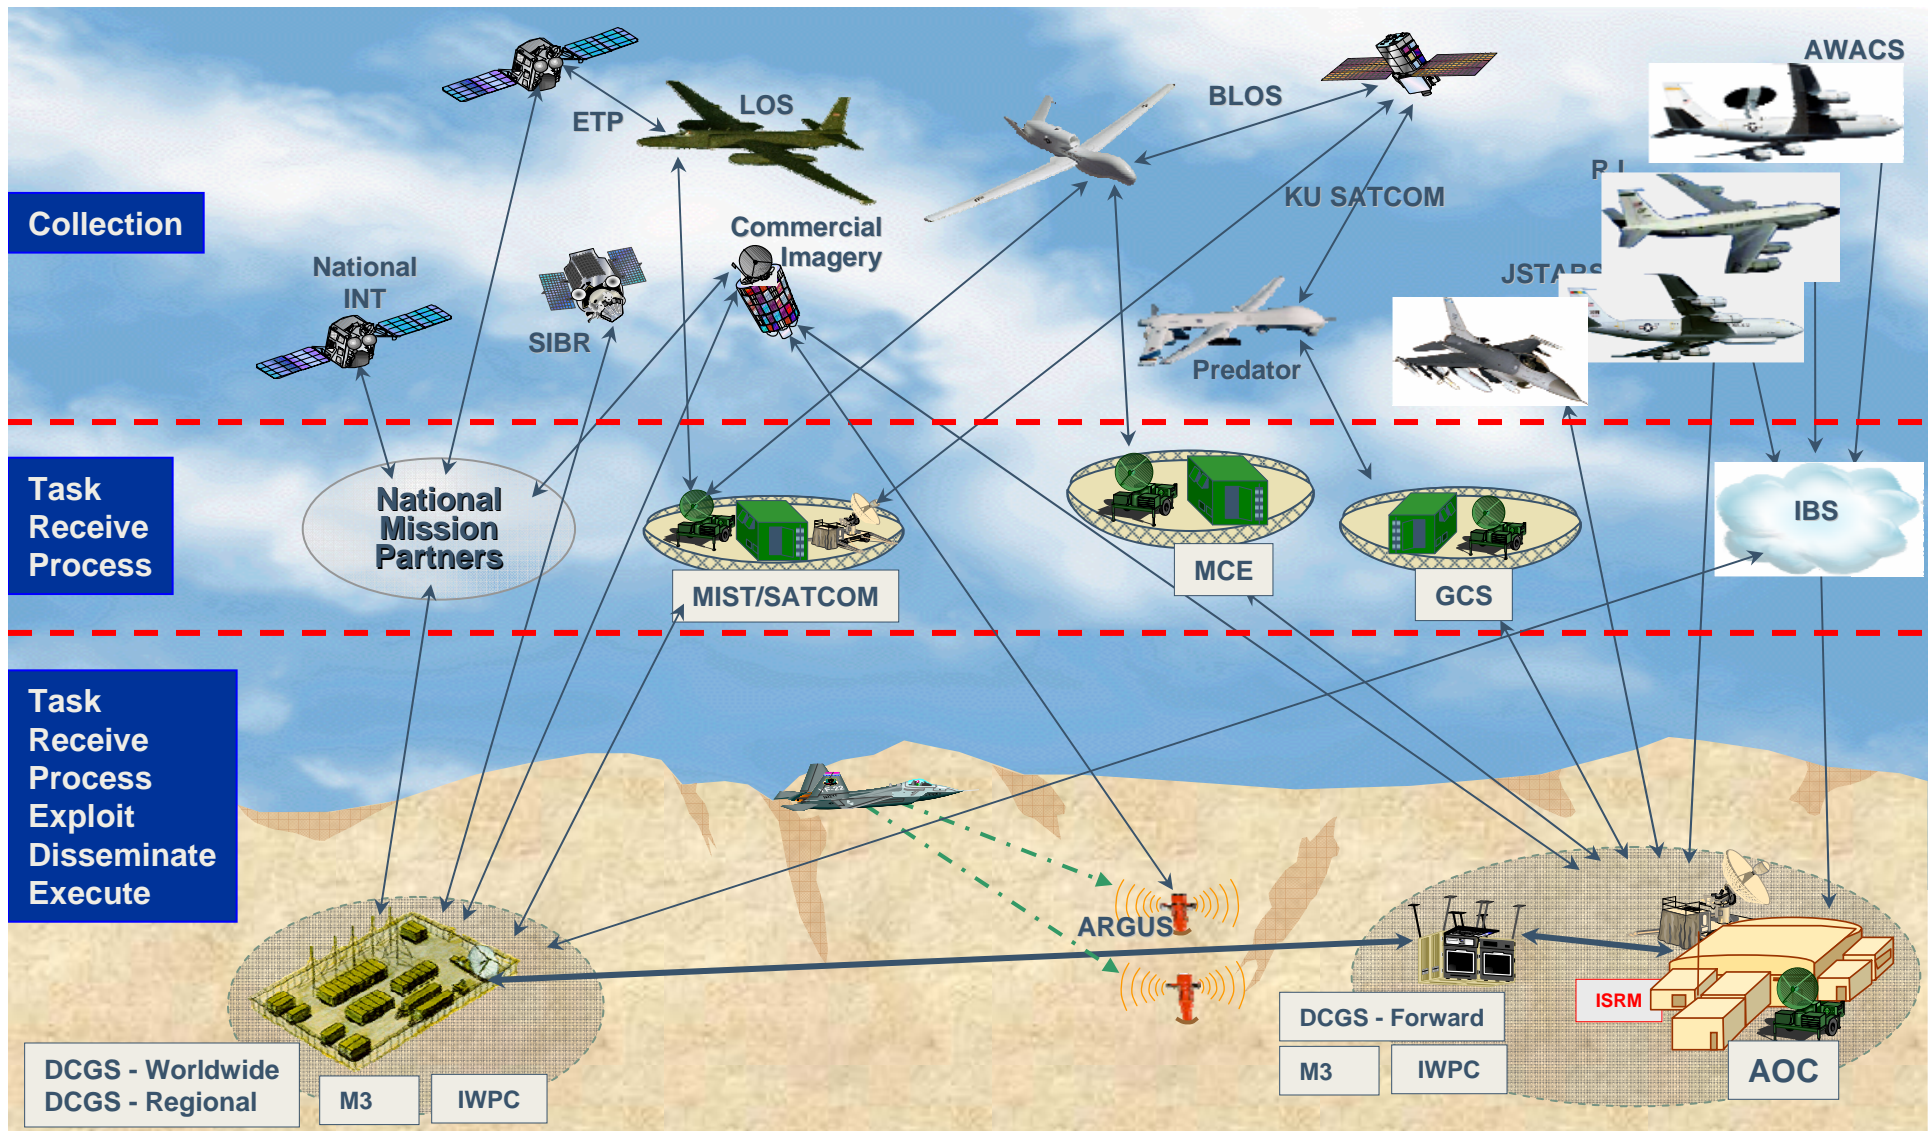 AWACS
BLOS
LOS
ETP
RJ
KU SATCOM
Collection
Commercial
Imagery
National
INT
JSTARS
SIBR
Predator
Task
Receive
Process
National
Mission
Partners
IBS
MCE
MIST/SATCOM
GCS
Task
Receive
Process
Exploit
Disseminate
Execute
ARGUS
ISRM
DCGS - Forward
DCGS - Worldwide
DCGS - Regional
M3
IWPC
M3
IWPC
AOC